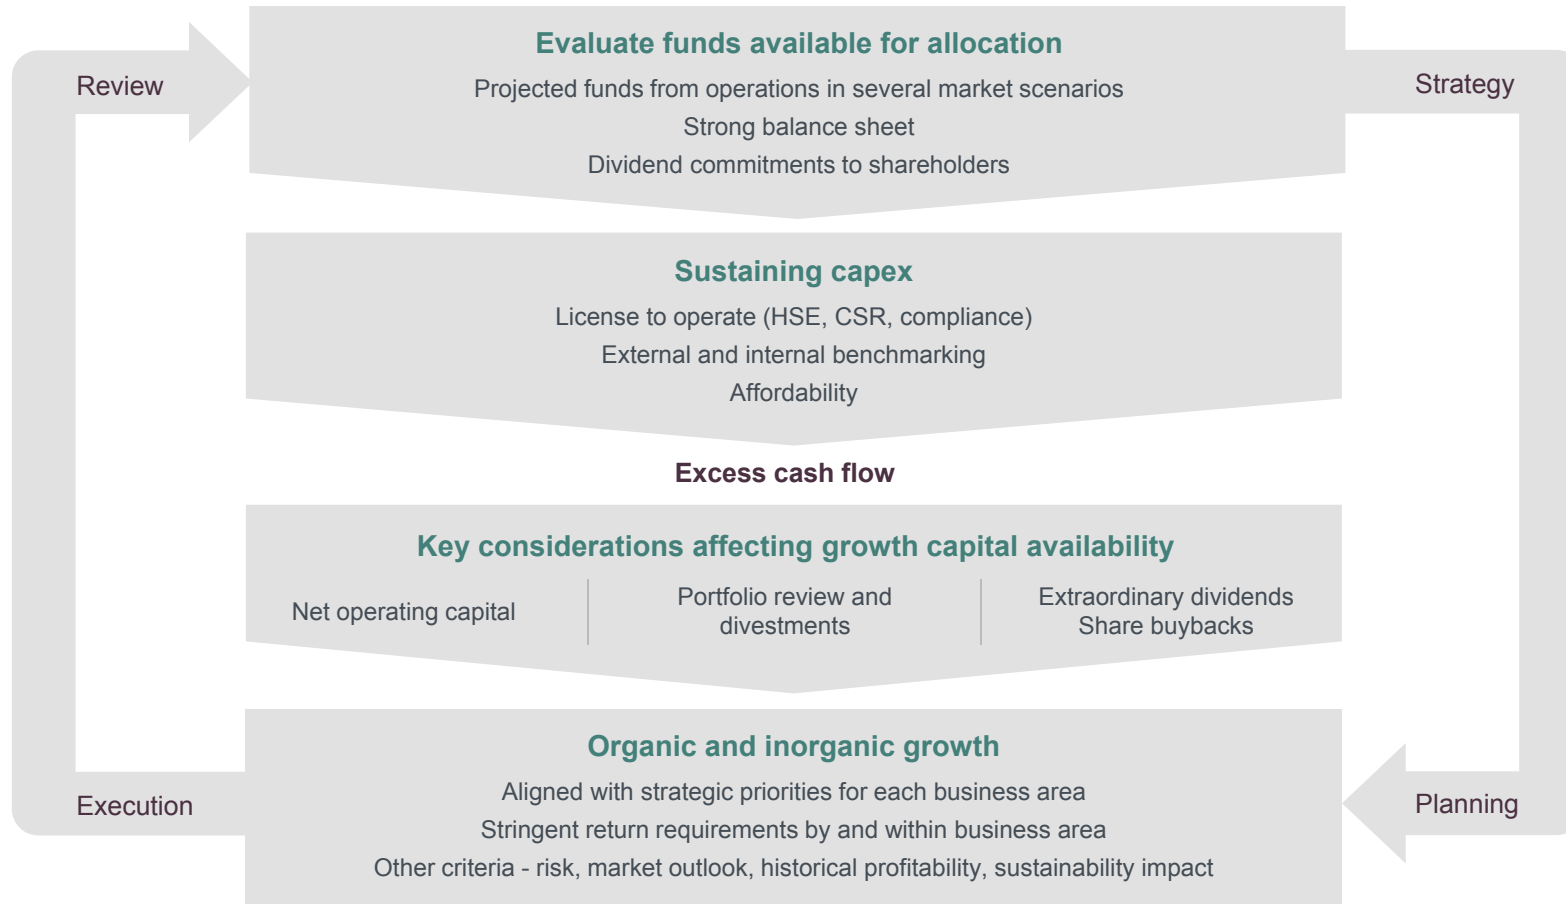 Evaluate funds available for allocation
Review
Projected funds from operations in several market scenarios
Strategy
Strong balance sheet
Dividend commitments to shareholders
Sustaining capex
License to operate (HSE, CSR, compliance)
External and internal benchmarking
Affordability
Excess cash flow
Key considerations affecting growth capital availability
Net operating capital
Portfolio review and
divestments
Extraordinary dividends
Share buybacks
Organic and inorganic growth
Aligned with strategic priorities for each business area
Execution
Planning
Stringent return requirements by and within business area
Other criteria - risk, market outlook, historical profitability, sustainability impact